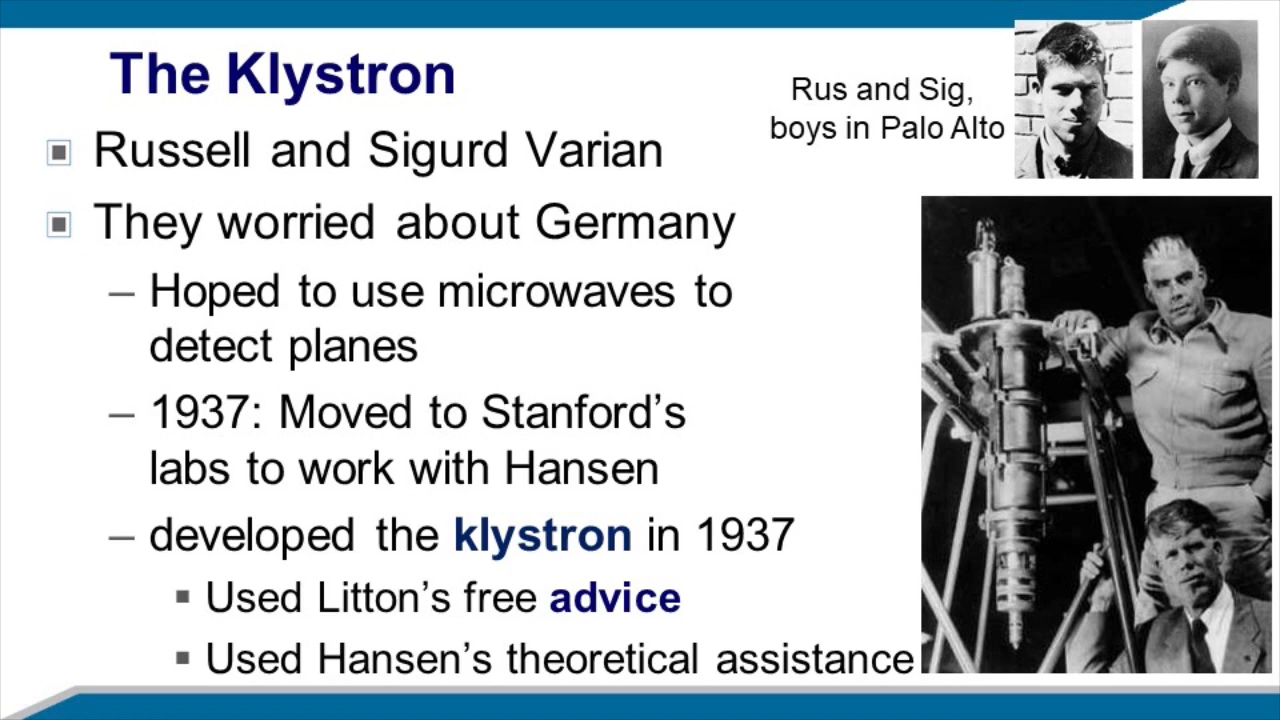 The Klystron
Rus and Sig,
boys in Palo Alto
Russell and Sigurd Varian
They worried about Germany
– Hoped to use microwaves to
detect planes
– 1937: Moved to Stanford’s
labs to work with Hansen
– developed the klystron in 1937
Used Litton’s free advice
Used Hansen’s theoretical assistance